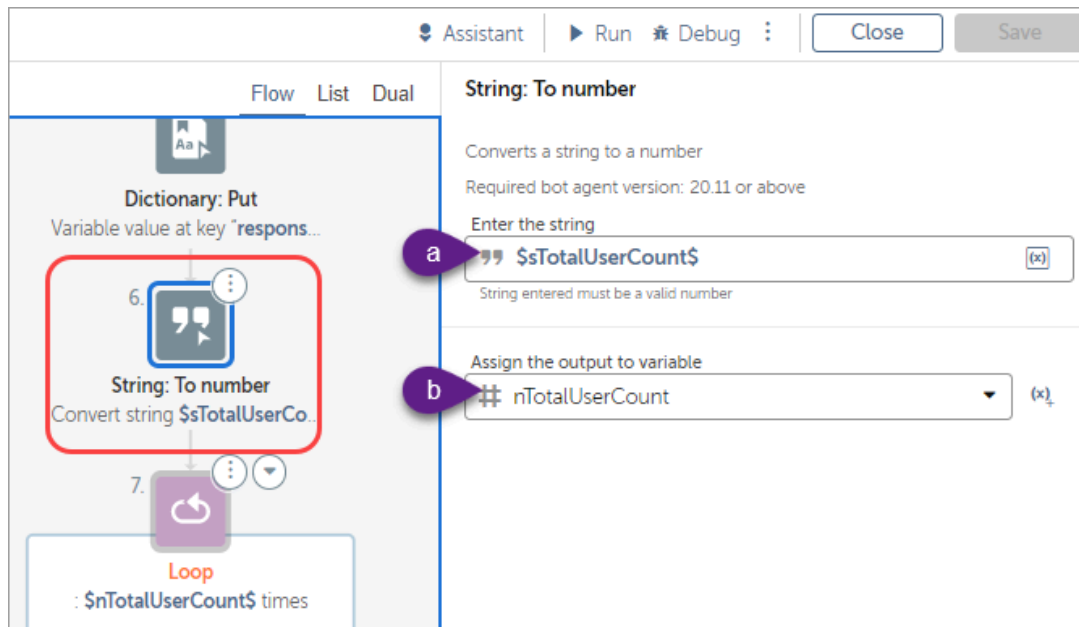 Assistant Run Debug Close Save
Flow List Dual
String: To number
Converts a string to a number
Required bot agent version: 20.11 or above
Enter the string
a
$sTotalUserCount$
(x)
String entered must be a valid number
Assign the output to variable
b
nTotalUserCount
(x)+
Aa
Dictionary: Put
Variable value at key "respons...
6.
String: To number
Convert string $sTotalUserCo...
7.
Loop
: $nTotalUserCount$ times